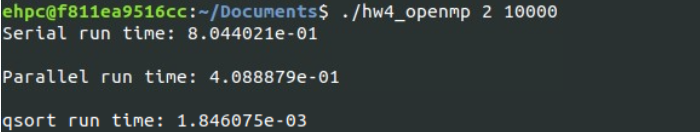 ehpc@f811ea9516cc:~/Documents$ ./hw4_openmp 2 10000
Serial run time: 8.044021e-01
Parallel run time: 4.088879e-01
qsort run time: 1.846075e-03